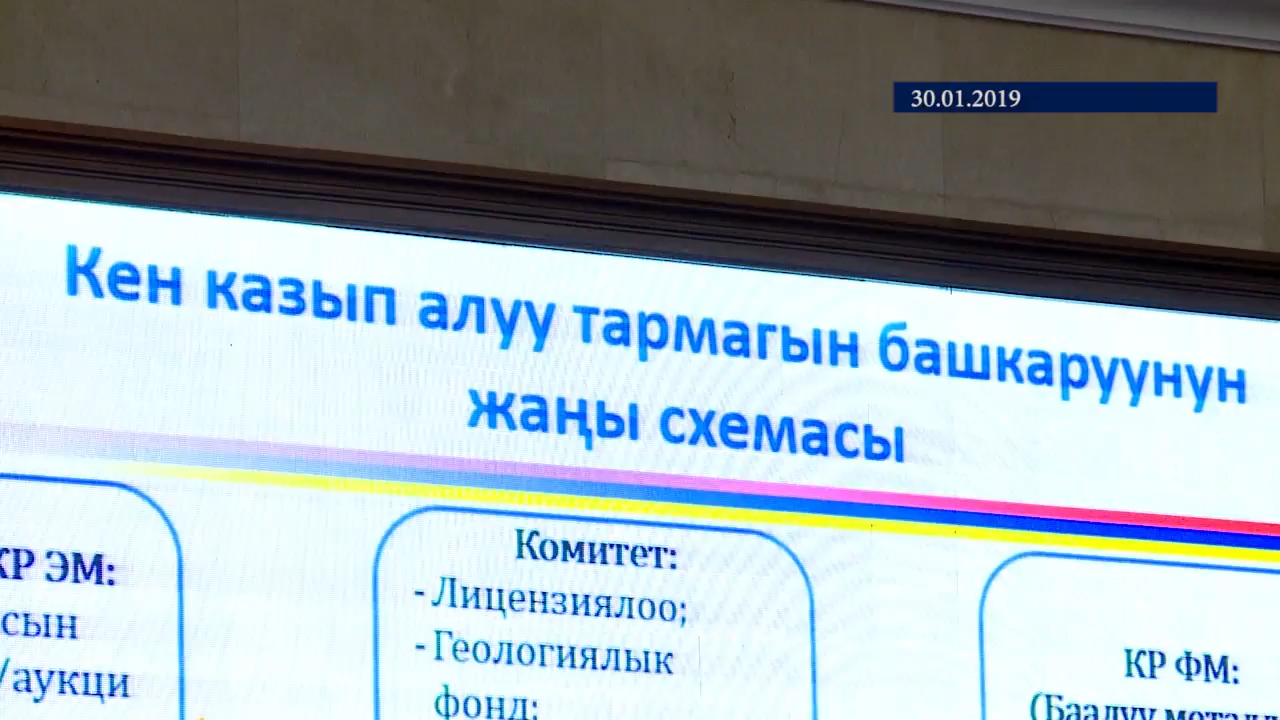 30.01.2019
Кен казып алуу тармагын башкаруунун
жаңы схемасы
КР ЭМ:
сын
/аукци
Комитет:
- Лицензиялоо;
- Геологиялык
фонд;
КР ФМ:
(Баалуу